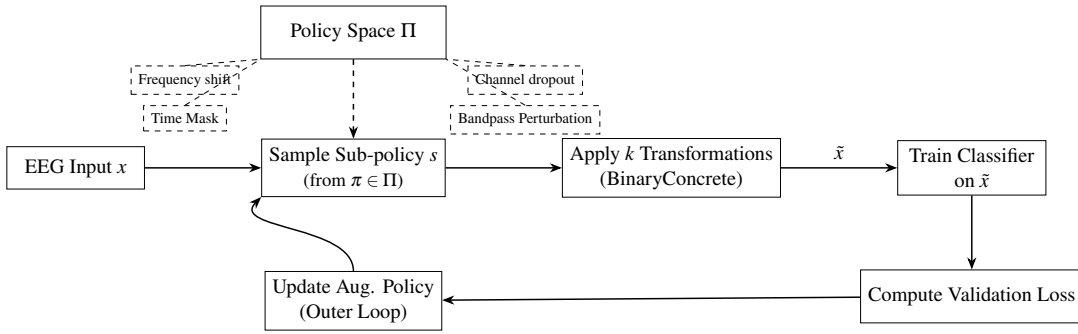 Policy Space Π
Frequency shift
Channel dropout
Time Mask
Bandpass Perturbation
EEG Input x
Sample Sub-policy s
(from π ∈ Π)
Apply k Transformations
(BinaryConcrete)
x̃
Train Classifier
on x̃
Update Aug. Policy
(Outer Loop)
Compute Validation Loss